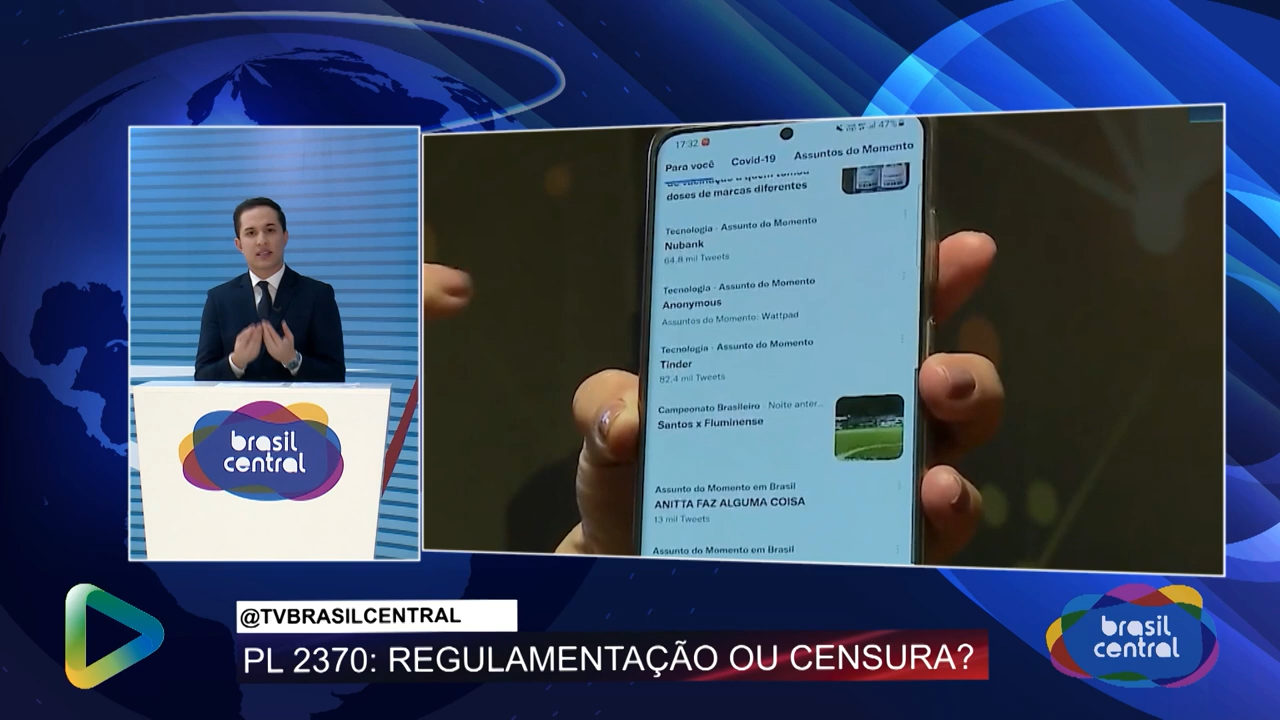 17:32
47%
Para você
Covid-19
Assuntos do Momento
doses de marcas diferentes
Tecnologia · Assunto do Momento
Nubank
64,8 mil Tweets
Tecnologia · Assunto do Momento
Anonymous
Assuntos do Momento: Wattpad
Tecnologia · Assunto do Momento
Tinder
82,4 mil Tweets
Campeonato Brasileiro · Noite anter...
Santos x Fluminense
Assunto do Momento em Brasil
ANITTA FAZ ALGUMA COISA
13 mil Tweets
Assunto do Momento em Brasil
brasil
central
@TVBRASILCENTRAL
PL 2370: REGULAMENTAÇÃO OU CENSURA?
brasil
central